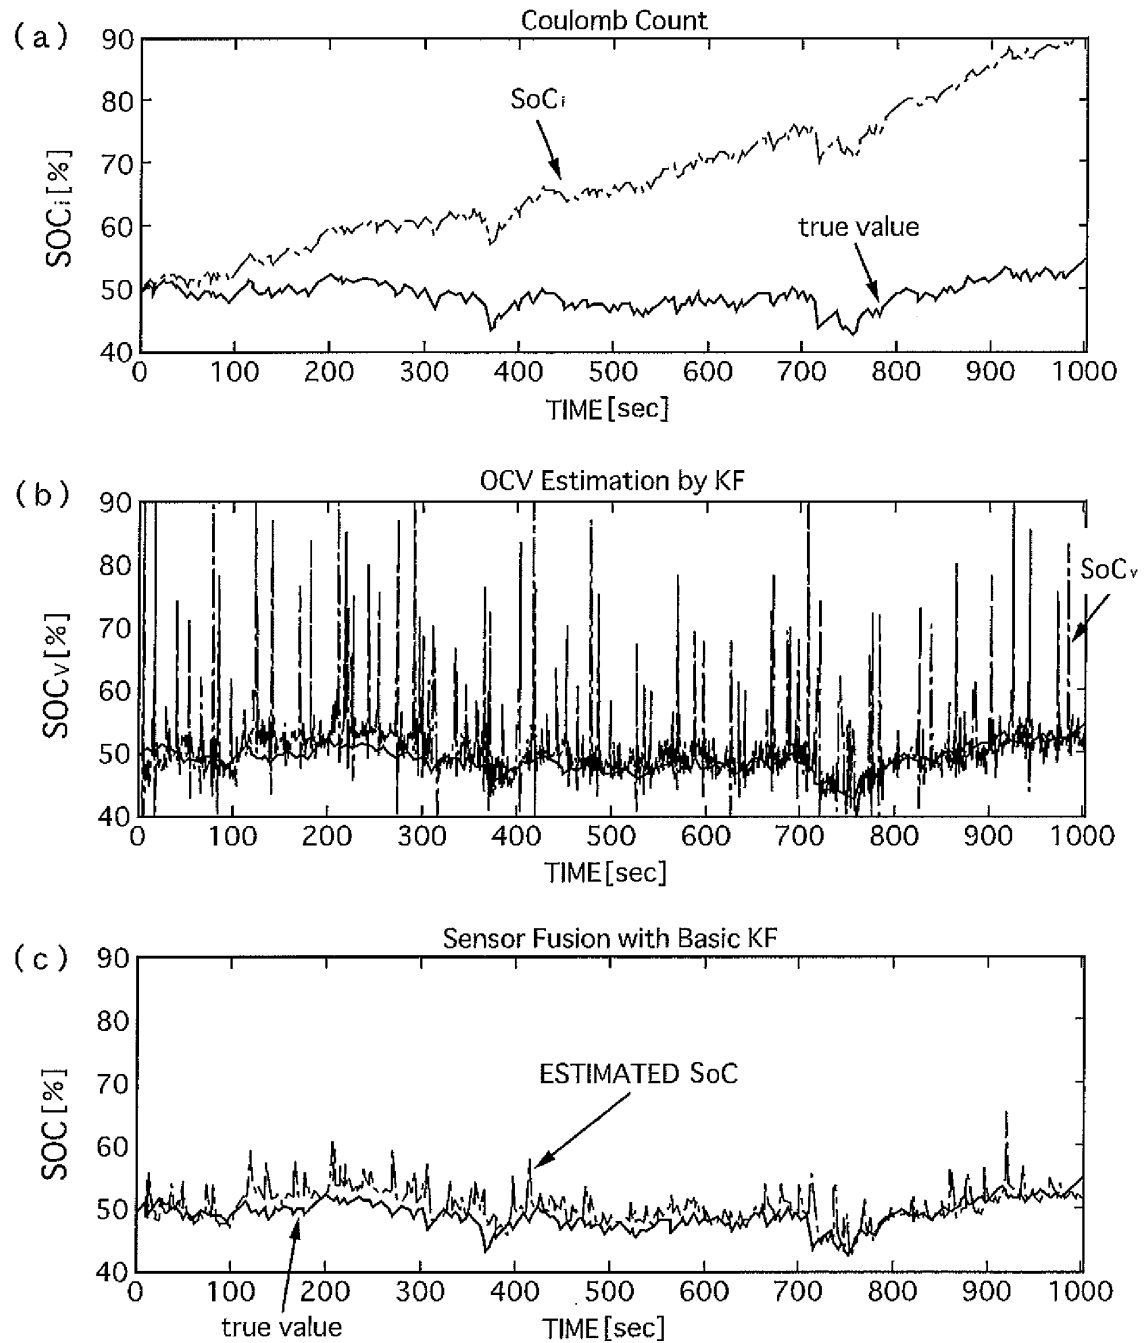 (a)
Coulomb Count
90
80
70
60
50
40
SOCi [%]
SoCi
true value
0 100 200 300 400 500 600 700 800 900 1000
TIME[sec]
(b)
OCV Estimation by KF
90
80
70
60
50
40
SOCV [%]
SoCv
0 100 200 300 400 500 600 700 800 900 1000
TIME[sec]
(c)
Sensor Fusion with Basic KF
90
80
70
60
50
40
SOC [%]
ESTIMATED SoC
0 100 200 300 400 500 600 700 800 900 1000
true value
TIME[sec]